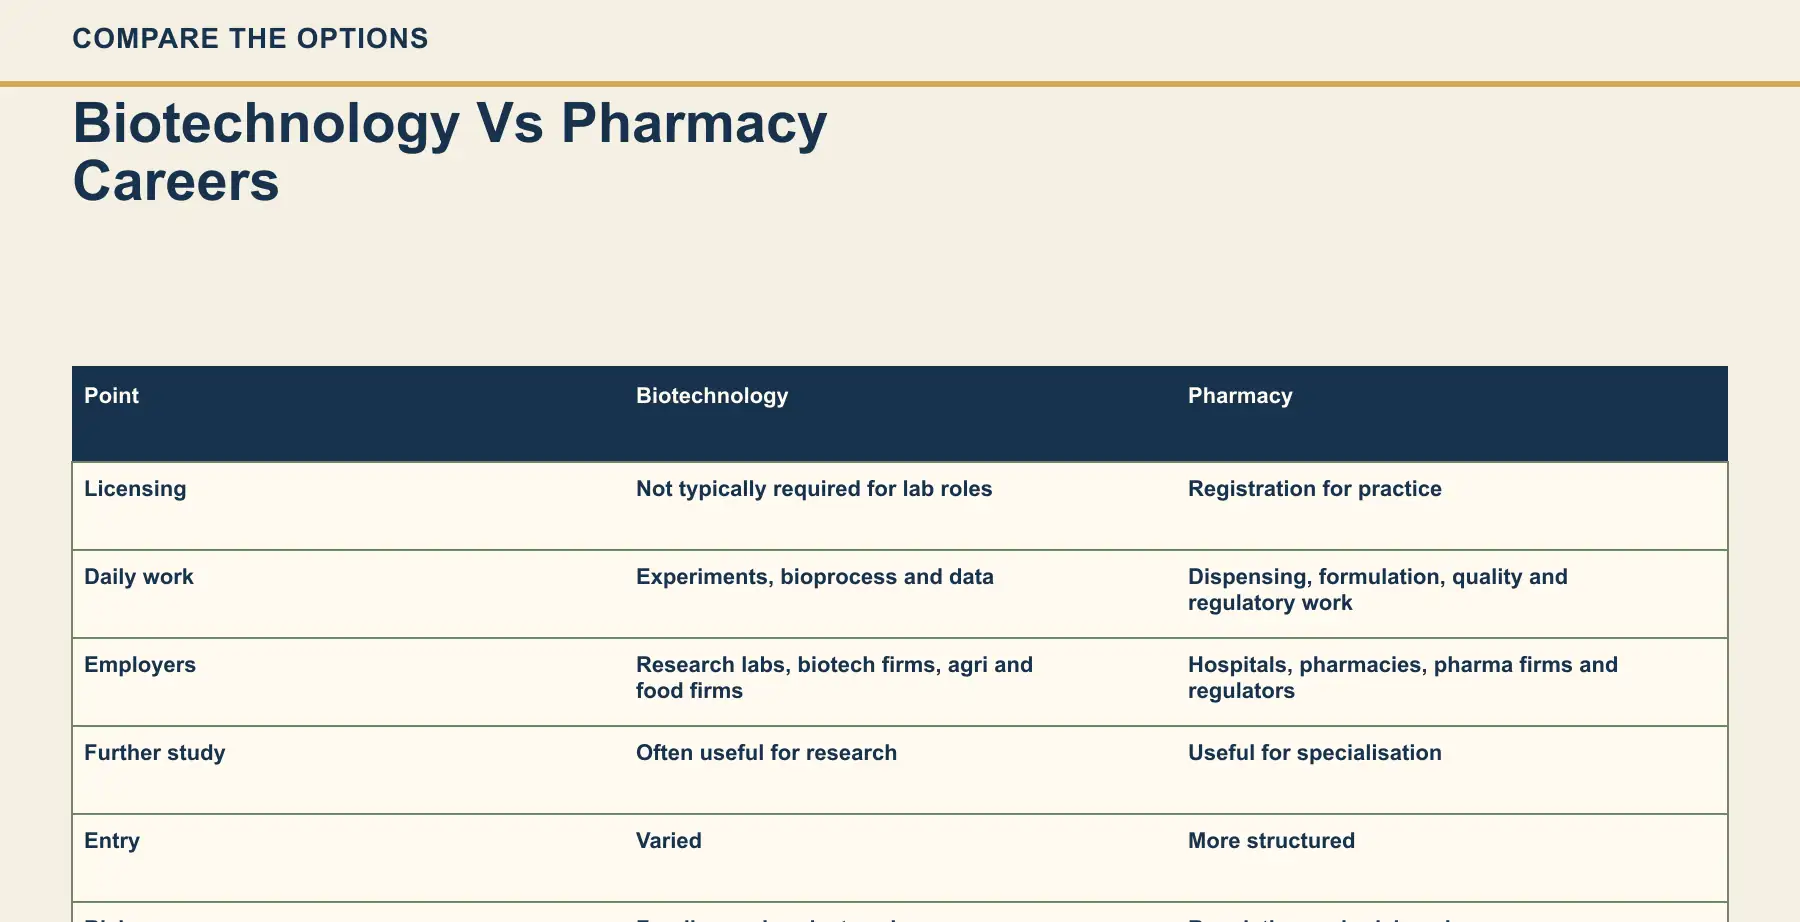 COMPARE THE OPTIONS
Biotechnology Vs Pharmacy
Careers
Point Biotechnology Pharmacy
Licensing Not typically required for lab roles Registration for practice
Daily work Experiments, bioprocess and data Dispensing, formulation, quality and
regulatory work
Employers Research labs, biotech firms, agri and Hospitals, pharmacies, pharma firms and
food firms regulators
Further study Often useful for research Useful for specialisation
Entry Varied More structured